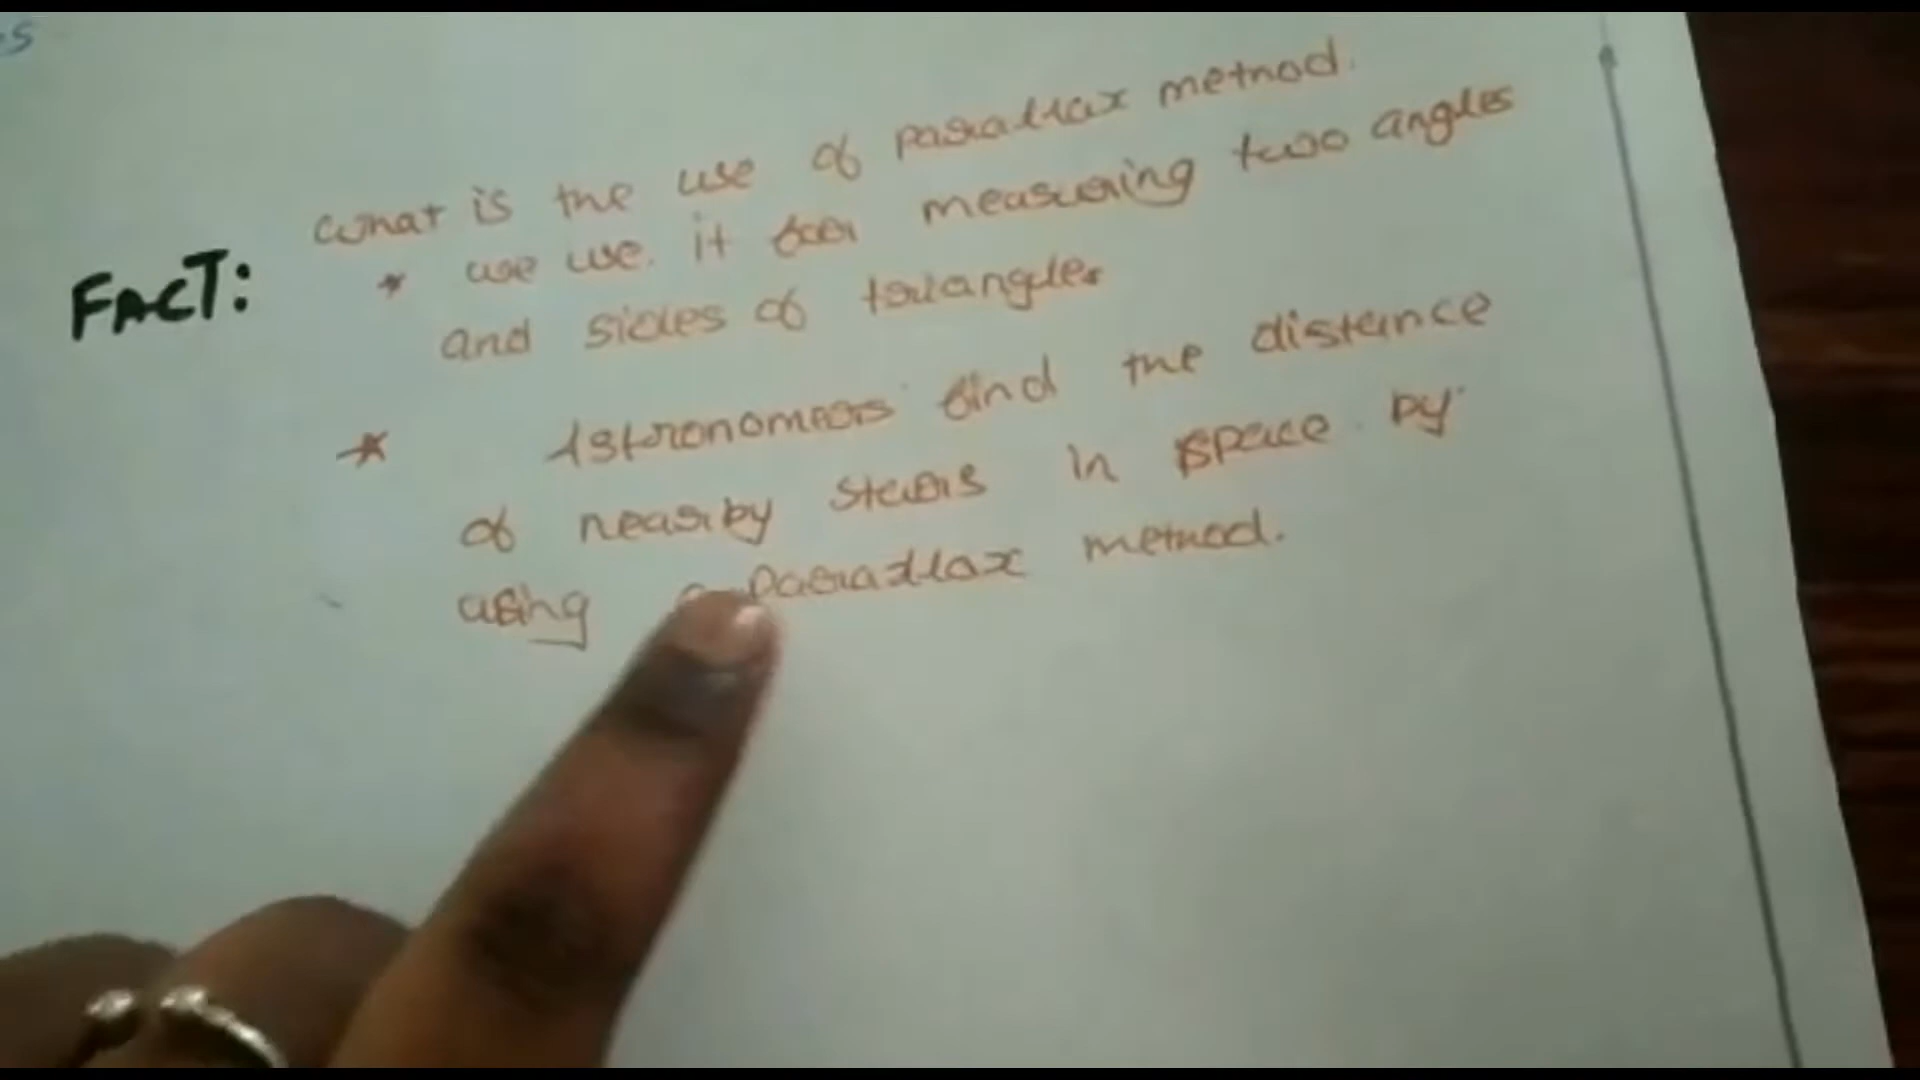 es
What is the use of parallax method.
FACT:
* we use it for measuring two angles
and sides of triangles
* Astronomers find the distance
of nearby stars in space by
using parallax method.